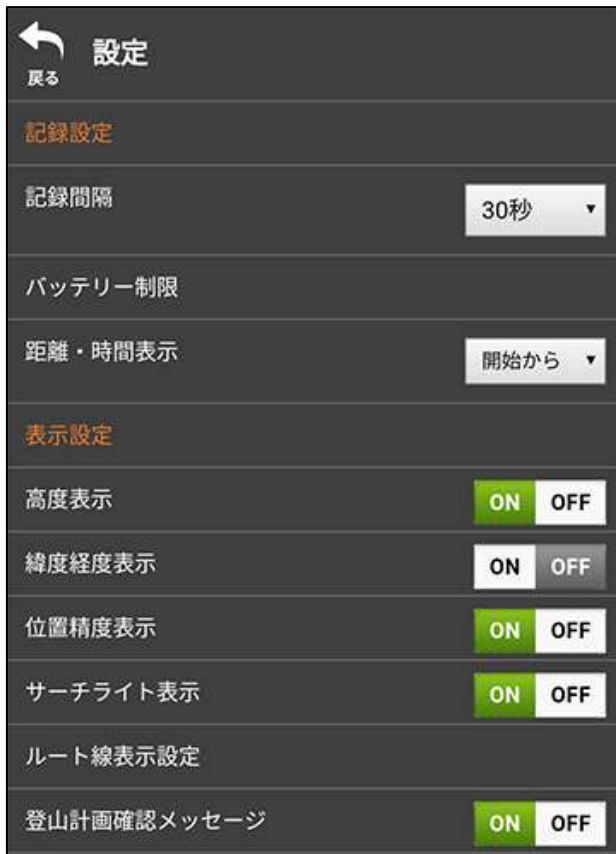 設定
戻る
記録設定
記録間隔
30秒 ▼
バッテリー制限
距離・時間表示
開始から ▼
表示設定
高度表示
ON OFF
緯度経度表示
ON OFF
位置精度表示
ON OFF
サーチライト表示
ON OFF
ルート線表示設定
登山計画確認メッセージ
ON OFF